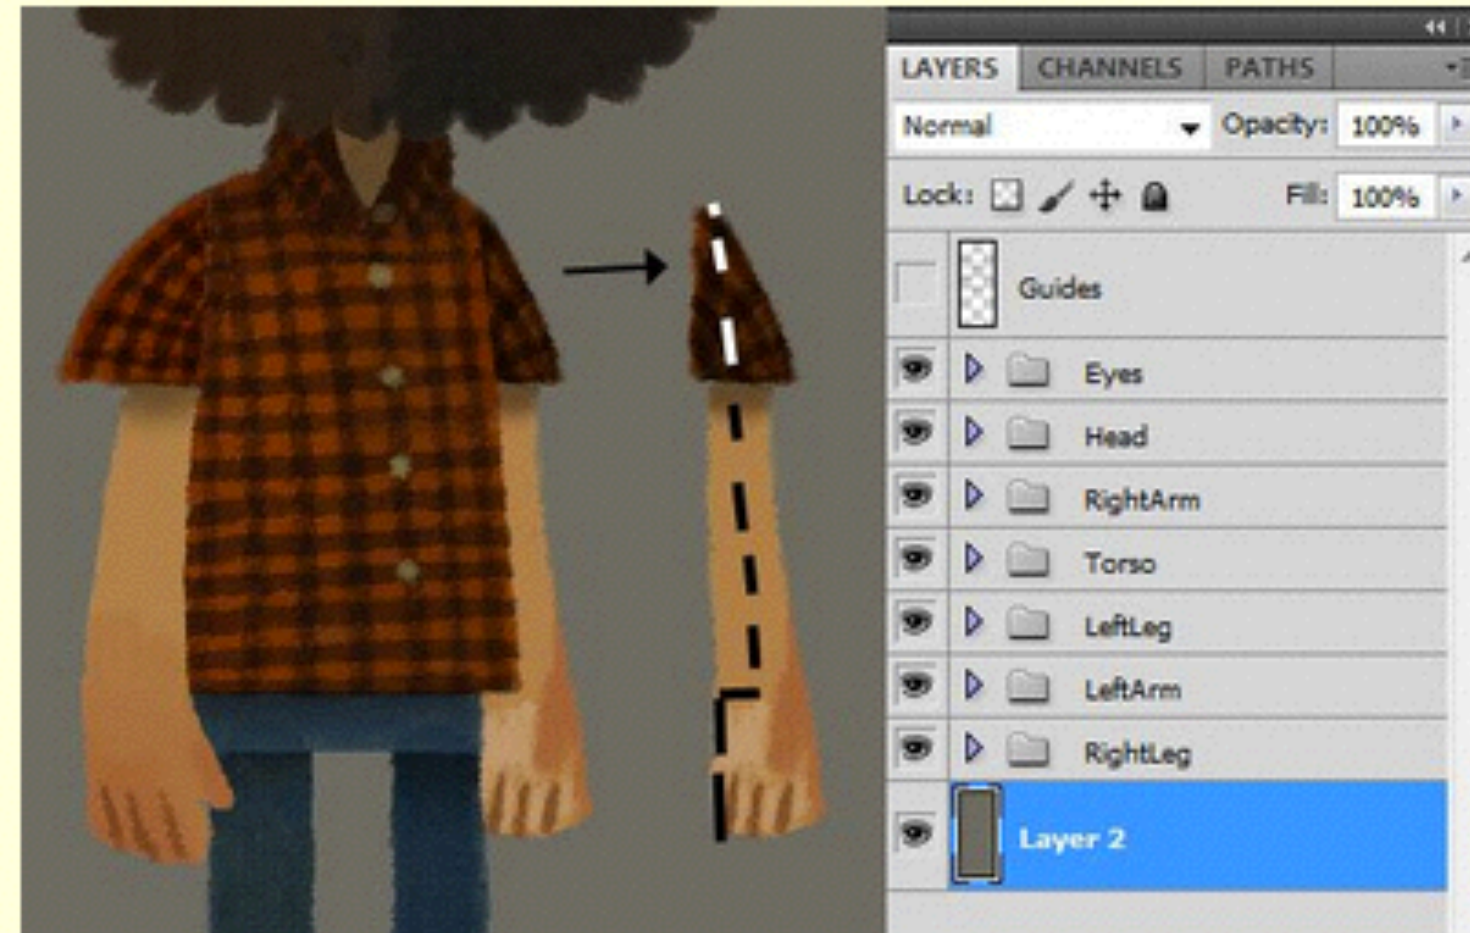 LAYERS CHANNELS PATHS
Normal Opacity: 100%
Lock: Fill: 100%
Guides
Eyes
Head
RightArm
Torso
LeftLeg
LeftArm
RightLeg
Layer 2